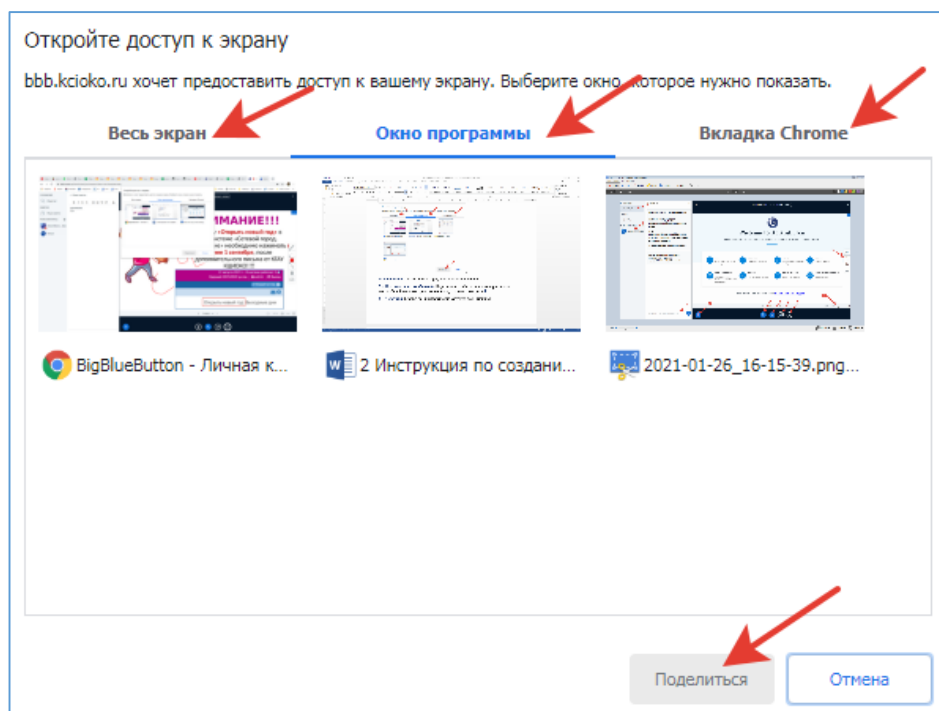 Откройте доступ к экрану
bbb.kcioko.ru хочет предоставить доступ к вашему экрану. Выберите окно, которое нужно показать.
Весь экран Окно программы Вкладка Chrome
ИМАНИЕ!!!
BigBlueButton - Личная к... 2 Инструкция по создани... 2021-01-26_16-15-39.png...
Поделиться Отмена